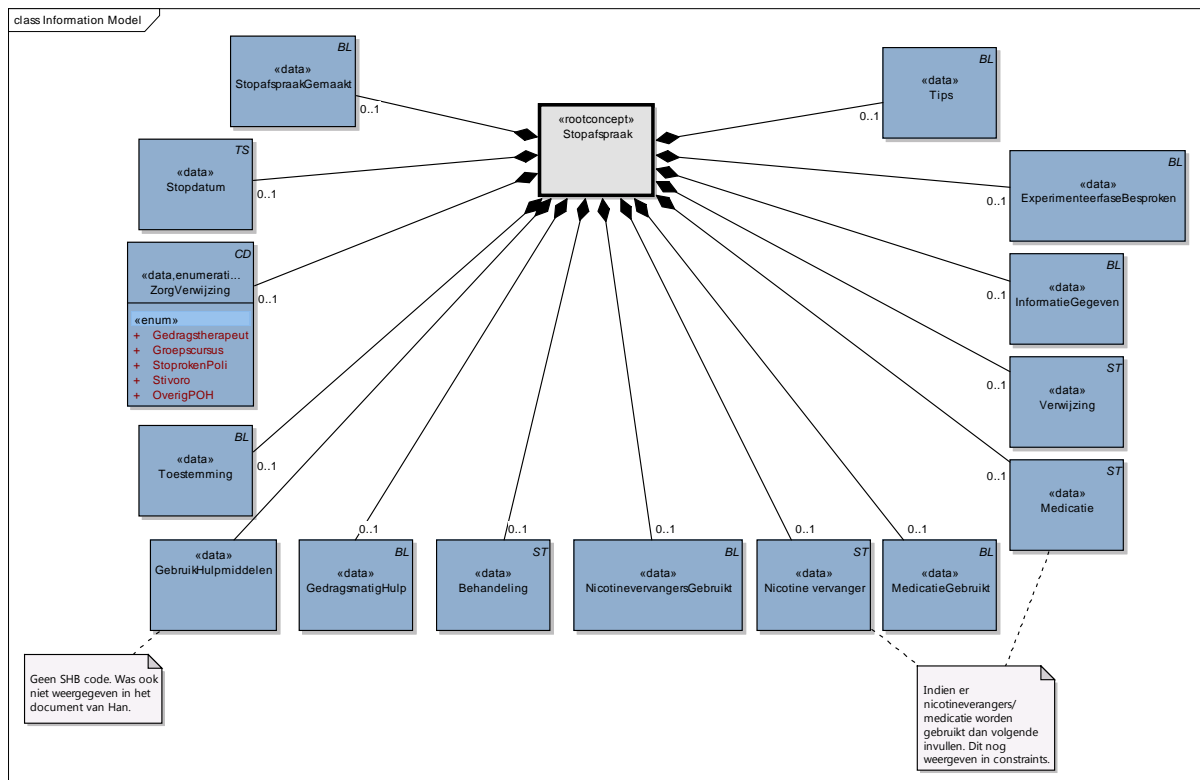 class Information Model
BL
«data»
StopafspraakGemaakt
0..1
«rootconcept»
Stopafspraak
BL
«data»
Tips
0..1
TS
«data»
Stopdatum
0..1
BL
«data»
ExperimenteerfaseBesproken
0..1
CD
«data,enumerati...
ZorgVerwijzing
«enum»
+ Gedragstherapeut
+ Groepscursus
+ StoprokenPoli
+ Stivoro
+ OverigPOH
0..1
BL
«data»
InformatieGegeven
0..1
ST
«data»
Verwijzing
0..1
BL
«data»
Toestemming
0..1
ST
«data»
Medicatie
0..1
«data»
GebruikHulpmiddelen
0..1
BL
«data»
GedragsmatigHulp
0..1
ST
«data»
Behandeling
0..1
BL
«data»
NicotinevervangersGebruikt
0..1
ST
«data»
Nicotine vervanger
0..1
BL
«data»
MedicatieGebruikt
Geen SHB code. Was ook
niet weergegeven in het
document van Han.
Indien er
nicotineverangers/
medicatie worden
gebruikt dan volgende
invullen. Dit nog
weergeven in constraints.